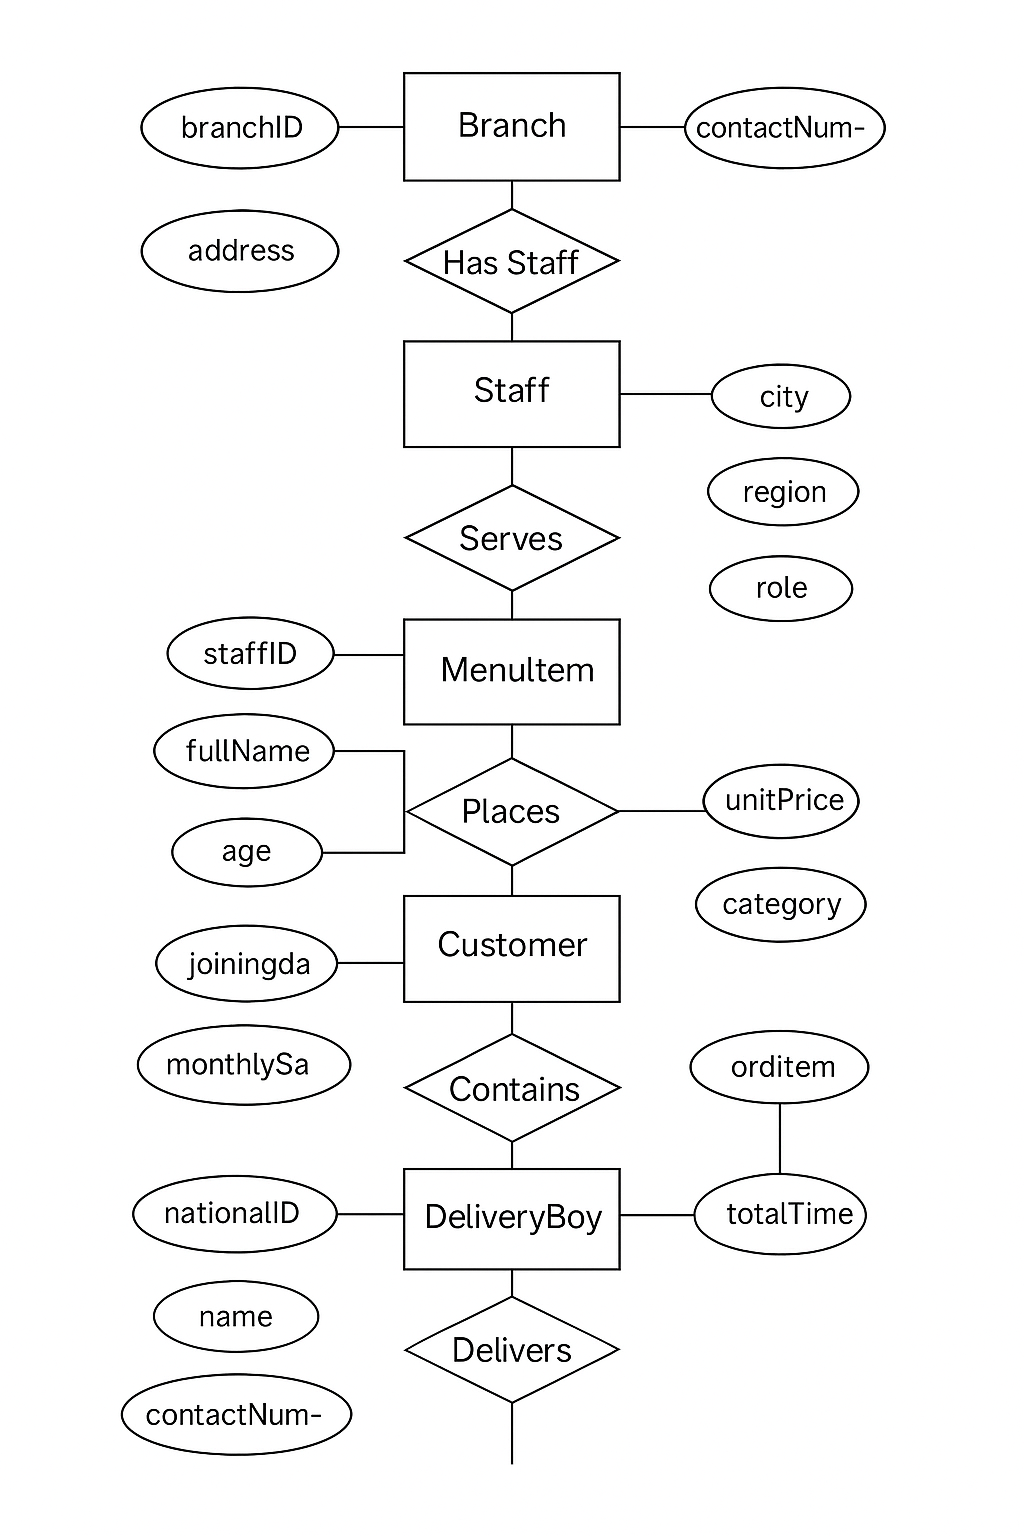 branchID
Branch
contactNum-
address
Has Staff
Staff
city
region
Serves
role
staffID
MenuItem
fullName
Places
unitPrice
age
category
Customer
joiningda
monthlySa
Contains
orditem
nationalID
DeliveryBoy
totalTime
name
Delivers
contactNum-